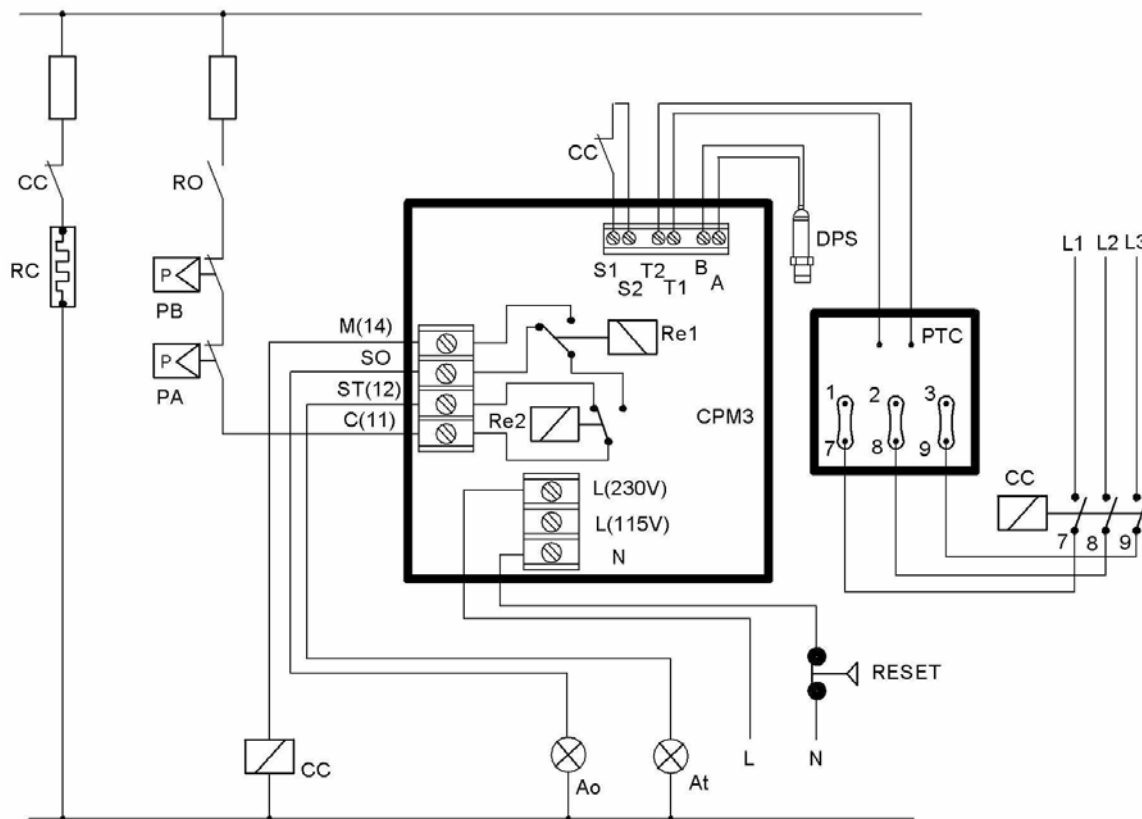 CC
RO
RC
P
PB
P
PA
CC
DPS
S1
S2
T2
T1
B
A
M(14)
SO
ST(12)
C(11)
Re1
Re2
CPM3
L(230V)
L(115V)
N
L1 L2 L3
PTC
1 2 3
7 8 9
CC
7 8 9
RESET
CC
Ao
At
L
N